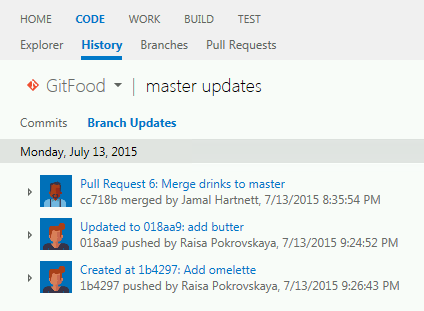 HOME CODE WORK BUILD TEST
Explorer History Branches Pull Requests
GitFood master updates
Commits Branch Updates
Monday, July 13, 2015
Pull Request 6: Merge drinks to master
cc718b merged by Jamal Hartnett, 7/13/2015 8:35:54 PM
Updated to 018aa9: add butter
018aa9 pushed by Raisa Pokrovskaya, 7/13/2015 9:24:52 PM
Created at 1b4297: Add omelette
1b4297 pushed by Raisa Pokrovskaya, 7/13/2015 9:26:43 PM